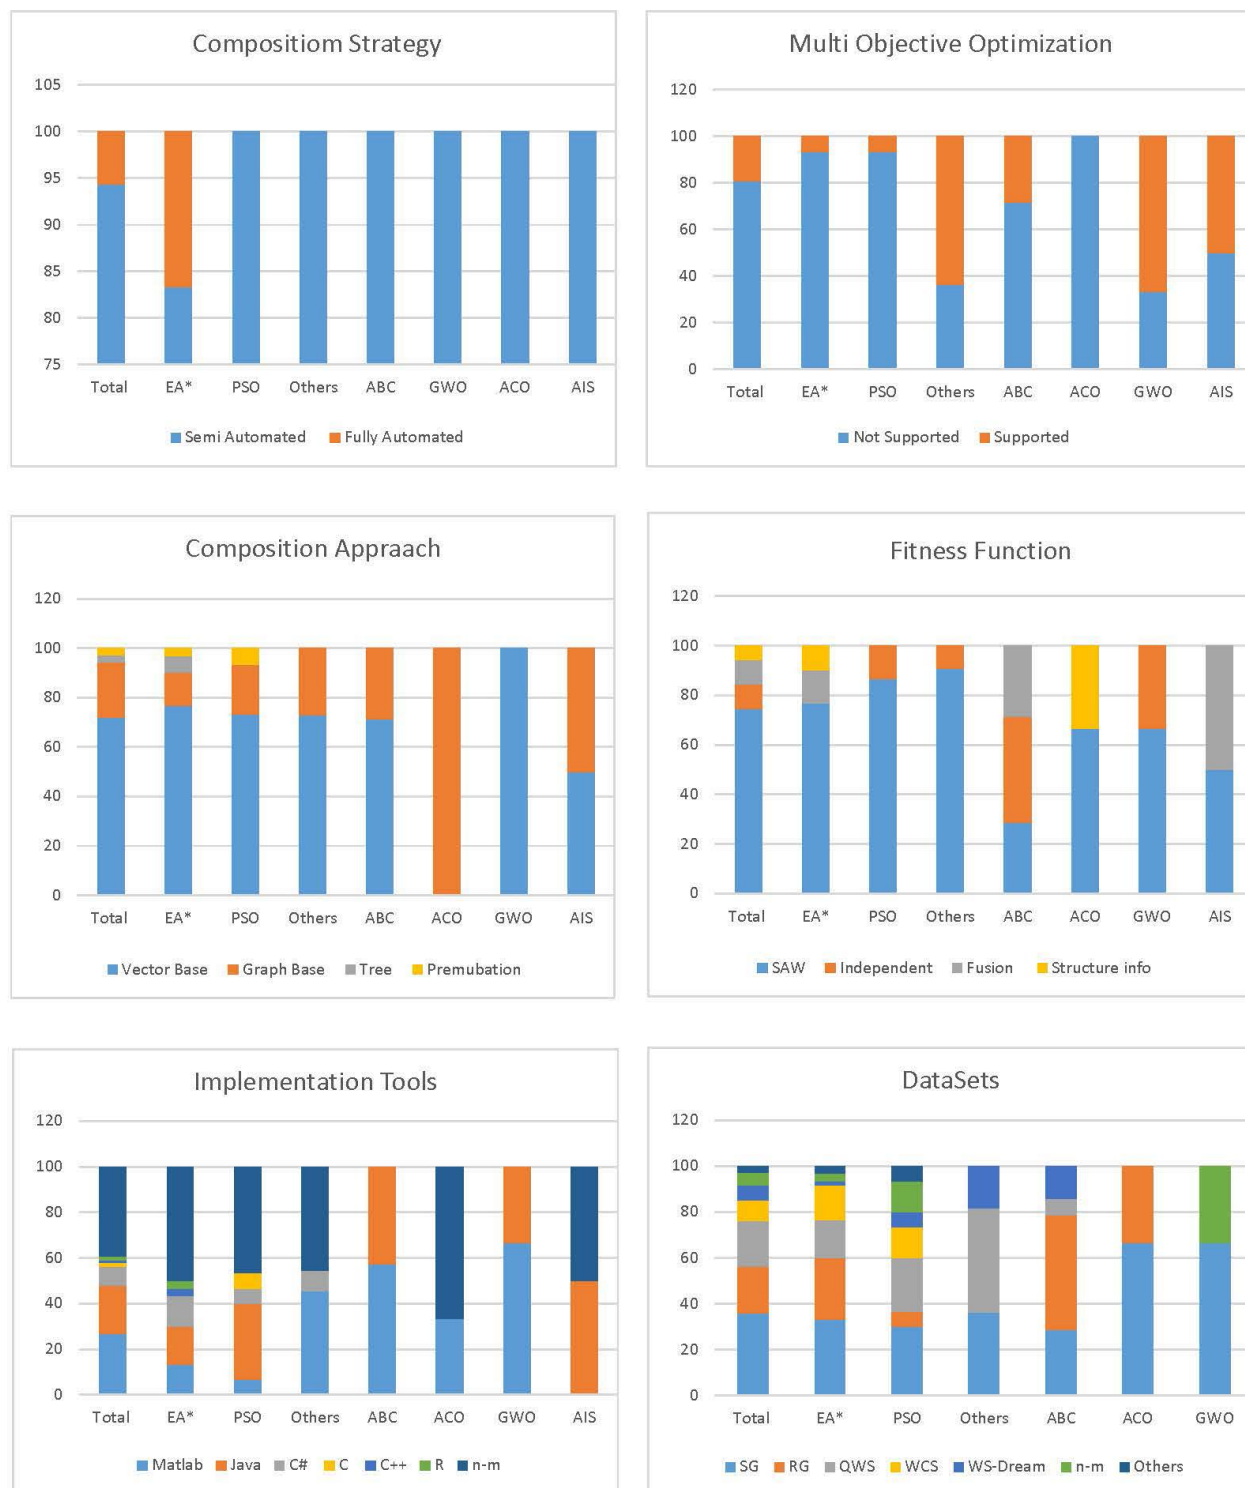 Compositiom Strategy
105
100
95
90
85
80
75
Total EA* PSO Others ABC GWO ACO AIS
Semi Automated Fully Automated
Multi Objective Optimization
120
100
80
60
40
20
0
Total EA* PSO Others ABC ACO GWO AIS
Not Supported Supported
Composition Appraach
120
100
80
60
40
20
0
Total EA* PSO Others ABC ACO GWO AIS
Vector Base Graph Base Tree Premubation
Fitness Function
120
100
80
60
40
20
0
Total EA* PSO Others ABC ACO GWO AIS
SAW Independent Fusion Structure info
Implementation Tools
120
100
80
60
40
20
0
Total EA* PSO Others ABC ACO GWO AIS
Matlab Java C# C C++ R n-m
DataSets
120
100
80
60
40
20
0
Total EA* PSO Others ABC ACO GWO
SG RG QWS WCS WS-Dream n-m Others